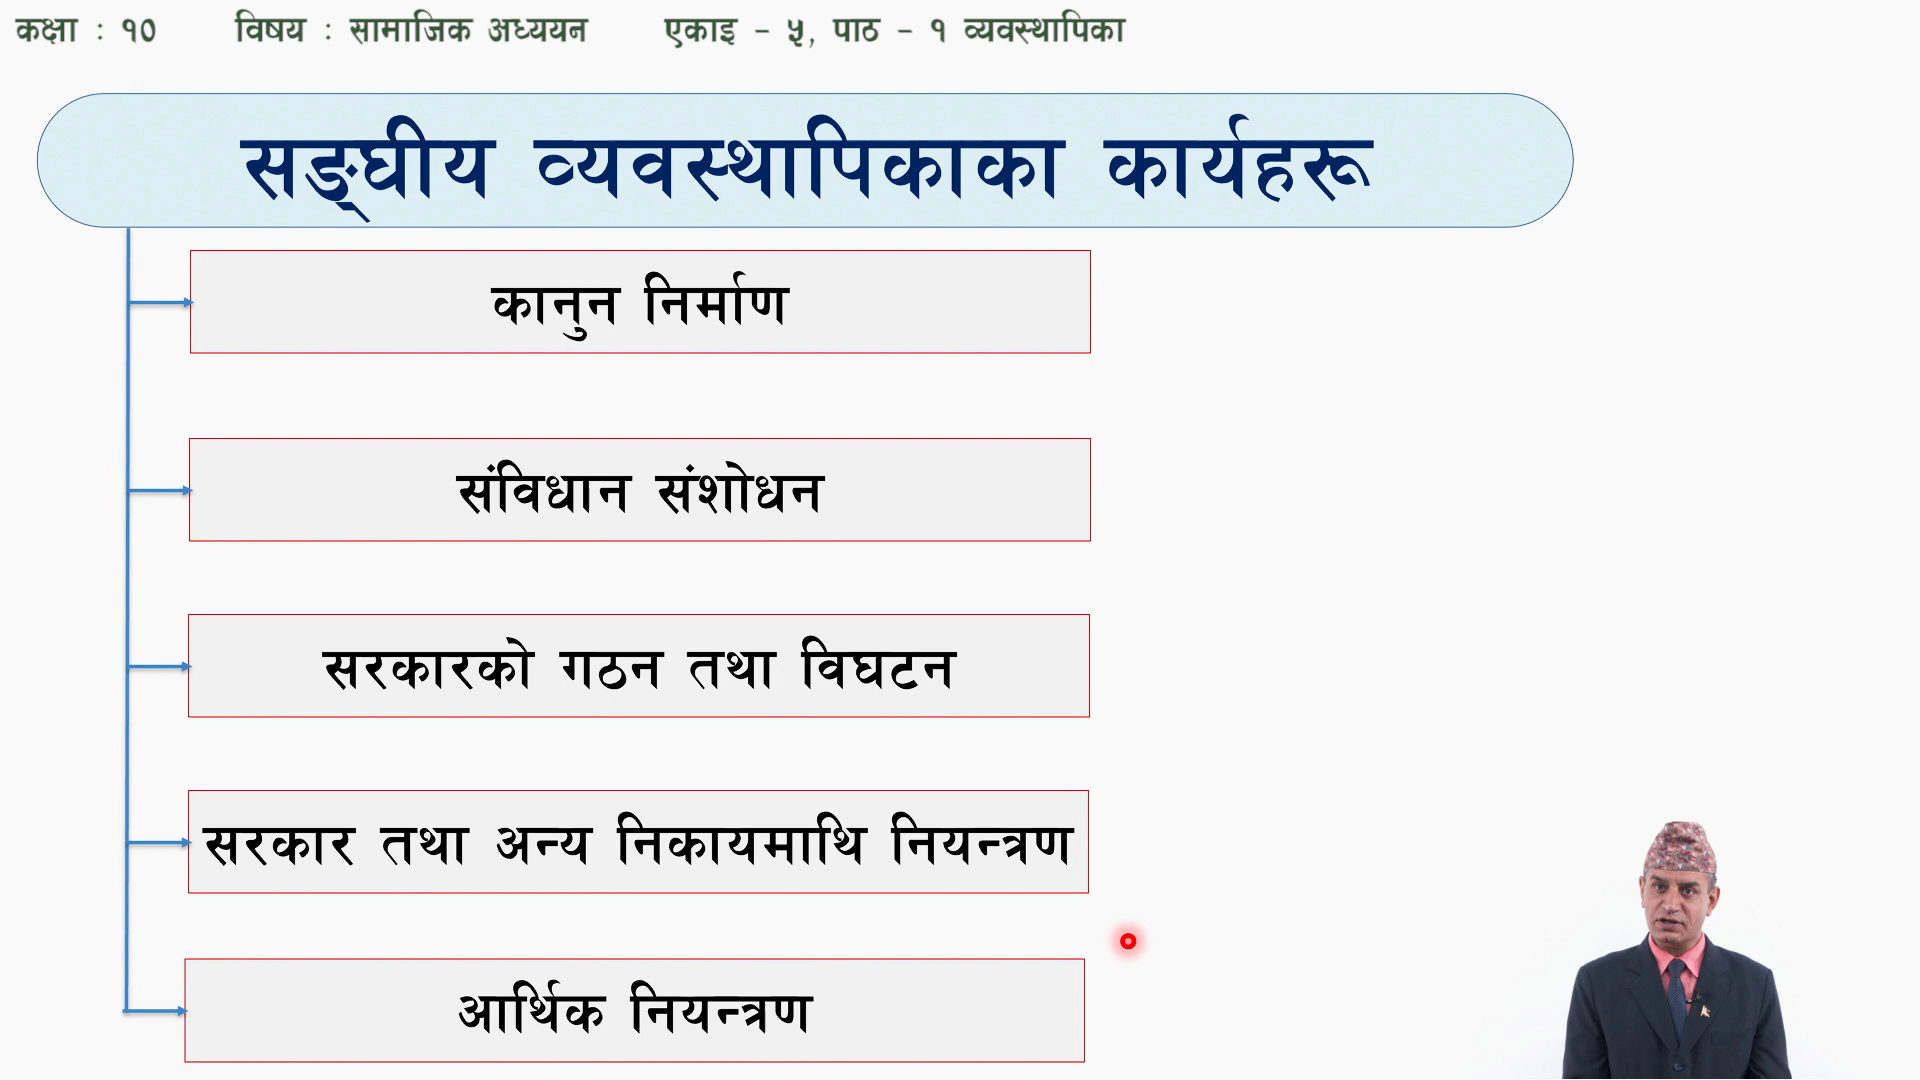 कक्षा : १० विषय : सामाजिक अध्ययन एकाइ - ५, पाठ - १ व्यवस्थापिका
सङ्घीय व्यवस्थापिकाका कार्यहरू
कानुन निर्माण
संविधान संशोधन
सरकारको गठन तथा विघटन
सरकार तथा अन्य निकायमाथि नियन्त्रण
आर्थिक नियन्त्रण